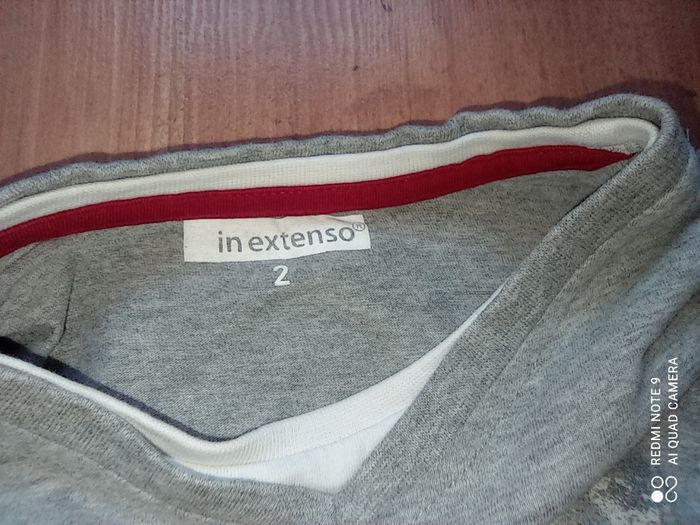 in extenso®
2
REDMI NOTE 9
AI QUAD CAMERA